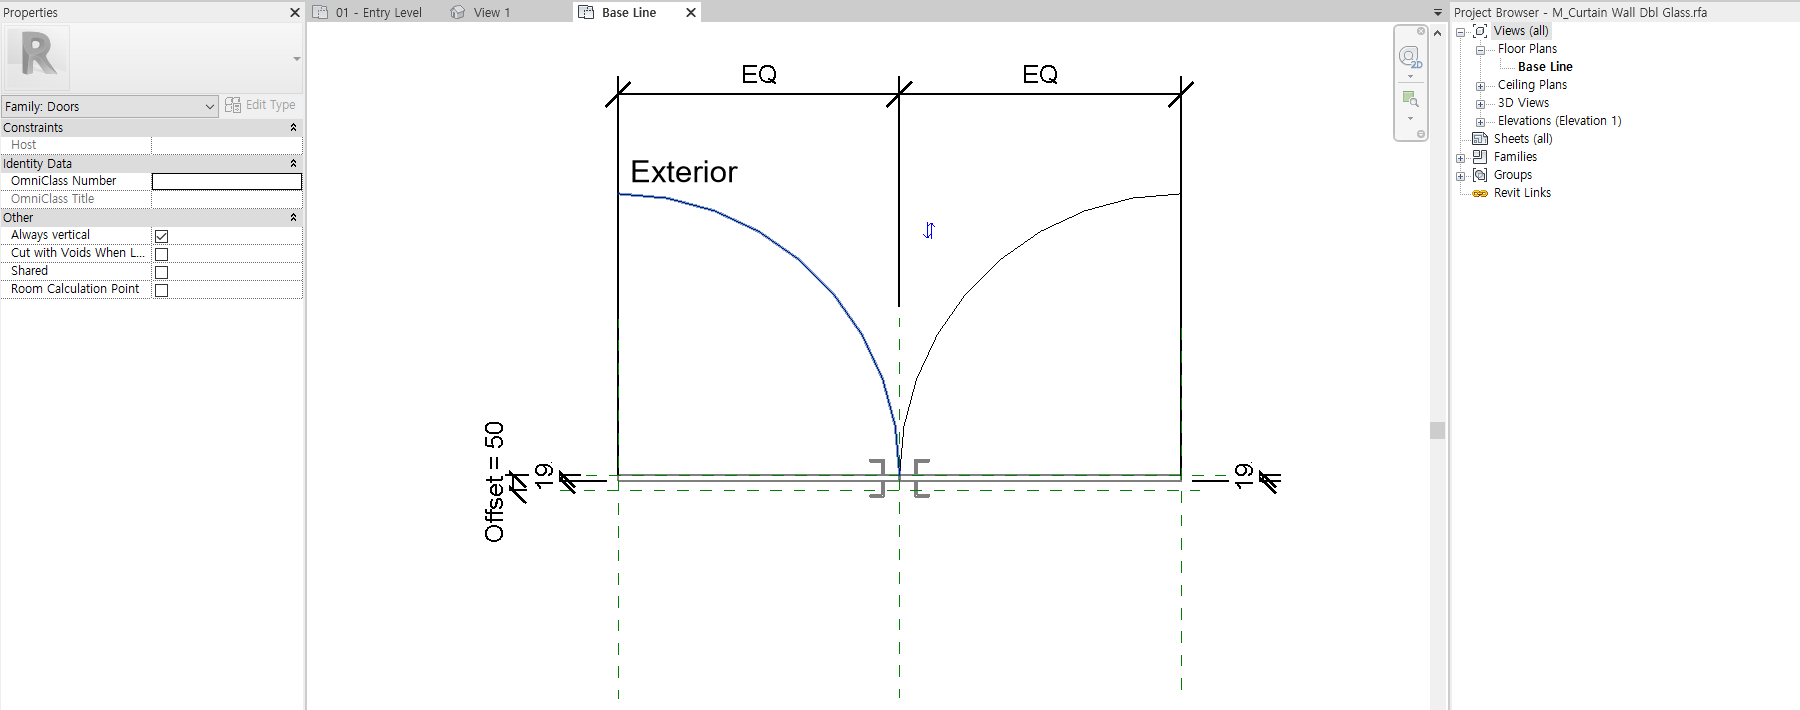 Properties
01 - Entry Level
View 1
Base Line
Project Browser - M_Curtain Wall Dbl Glass.rfa
R
Family: Doors
Edit Type
Constraints
Host
Identity Data
OmniClass Number
OmniClass Title
Other
Always vertical
Cut with Voids When L...
Shared
Room Calculation Point
EQ
EQ
Exterior
Offset = 50
19
19
2D
Views (all)
Floor Plans
Base Line
Ceiling Plans
3D Views
Elevations (Elevation 1)
Sheets (all)
Families
Groups
Revit Links